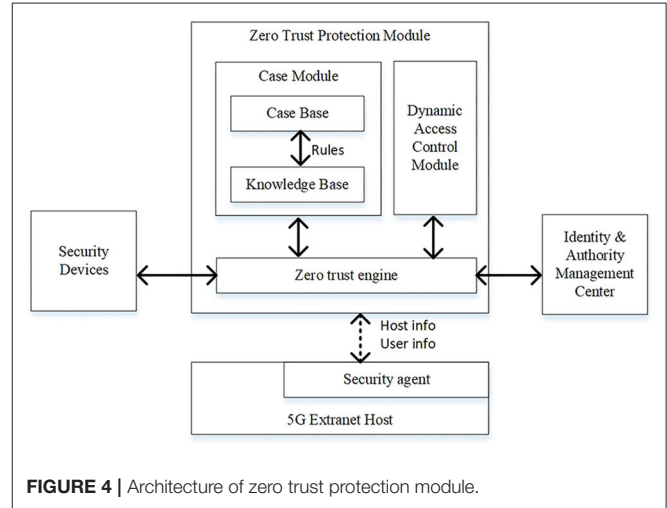 Zero Trust Protection Module
Case Module
Case Base
Rules
Knowledge Base
Dynamic
Access
Control
Module
Security
Devices
Zero trust engine
Identity &
Authority
Management
Center
Host info
User info
Security agent
5G Extranet Host
FIGURE 4 | Architecture of zero trust protection module.